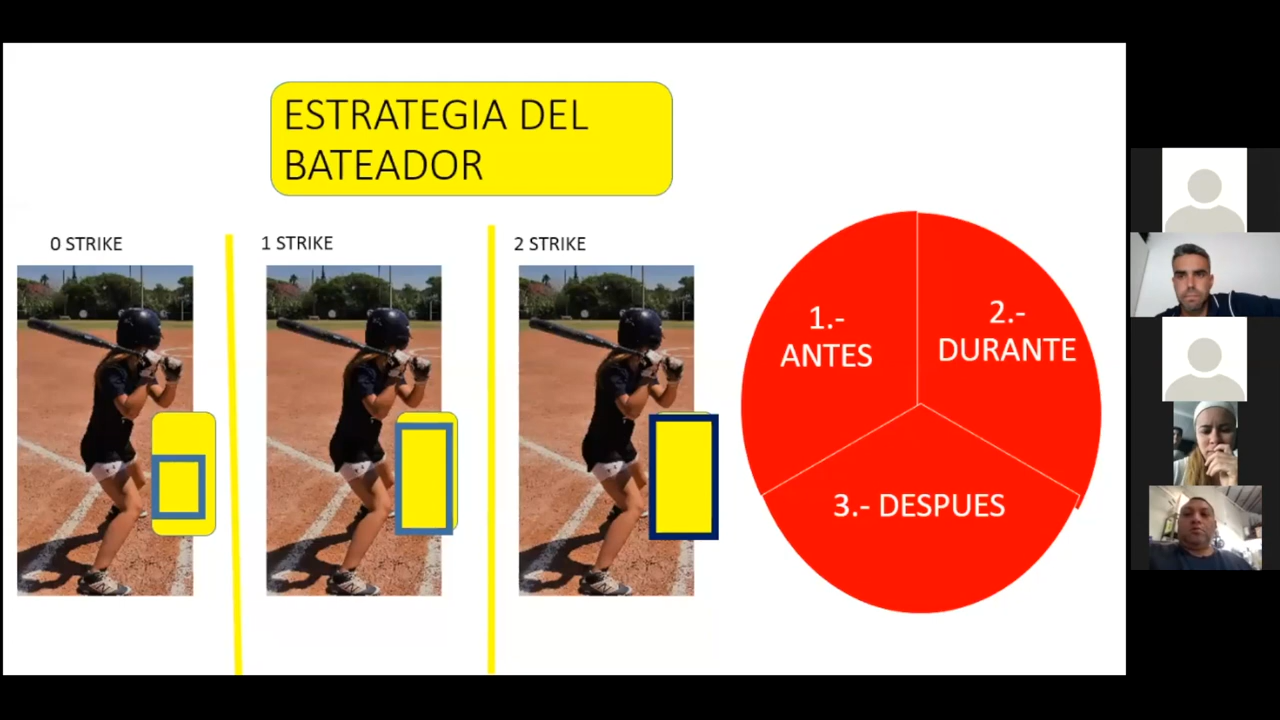 ESTRATEGIA DEL
BATEADOR
0 STRIKE
1 STRIKE
2 STRIKE
1.-
ANTES
2.-
DURANTE
3.- DESPUES